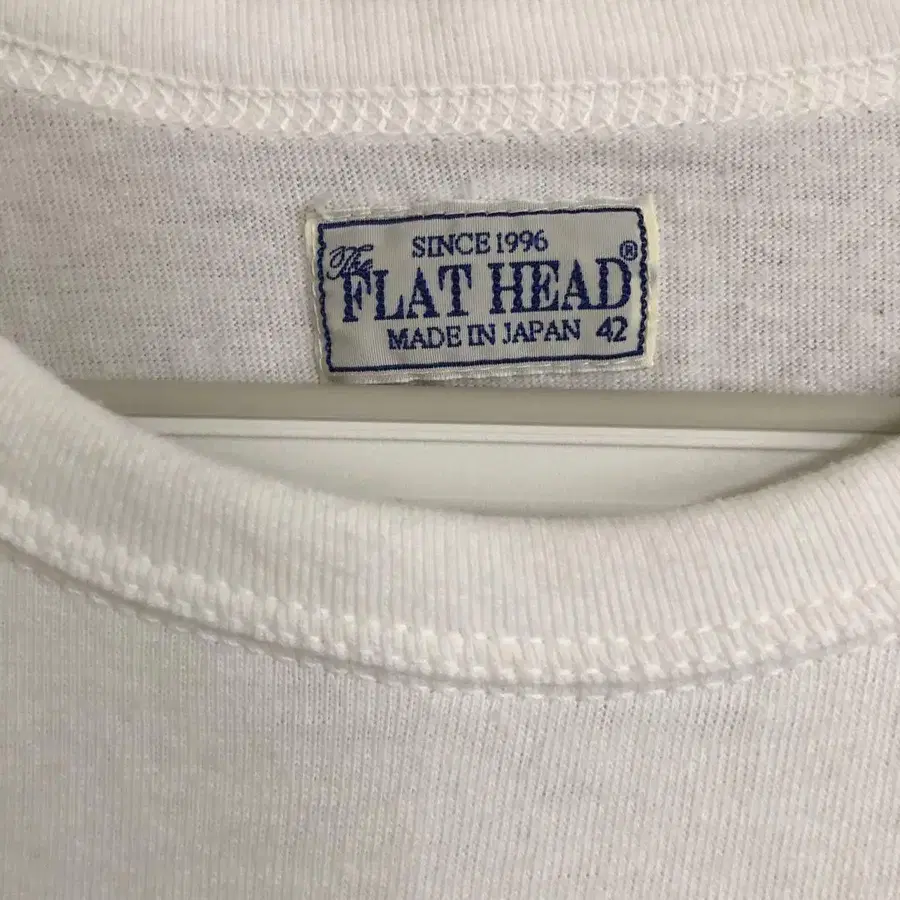 SINCE 1996
The
FLAT HEAD®
MADE IN JAPAN 42